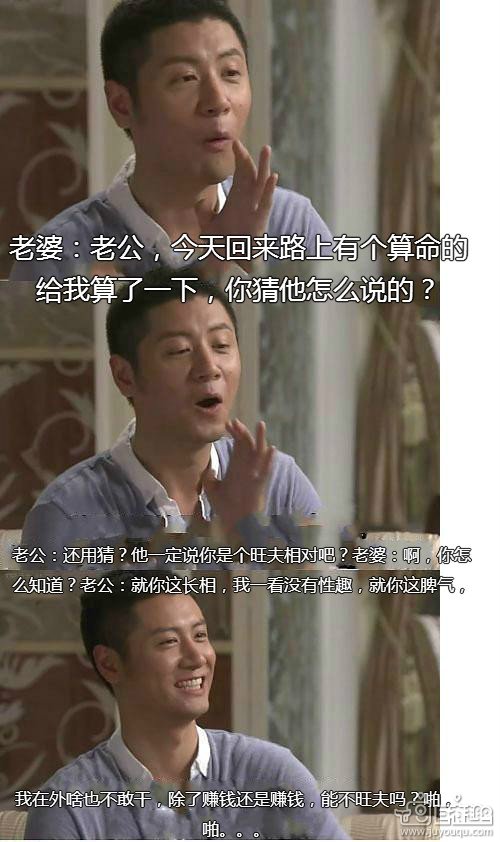 老婆：老公，今天回来路上有个算命的
给我算了一下，你猜他怎么说的？
老公：还用猜？他一定说你是个旺夫相对吧？老婆：啊，你怎
么知道？老公：就你这长相，我一看没有性趣，就你这脾气，
我在外啥也不敢干，除了赚钱还是赚钱，能不旺夫吗？啪，
啪。。。
www.juyouqu.com